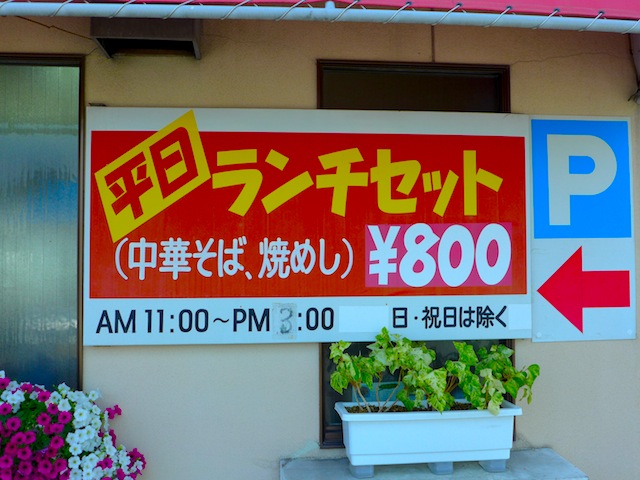 平日 ランチセット
(中華そば、焼めし) ¥800
AM 11:00～PM 3:00 日・祝日は除く
P